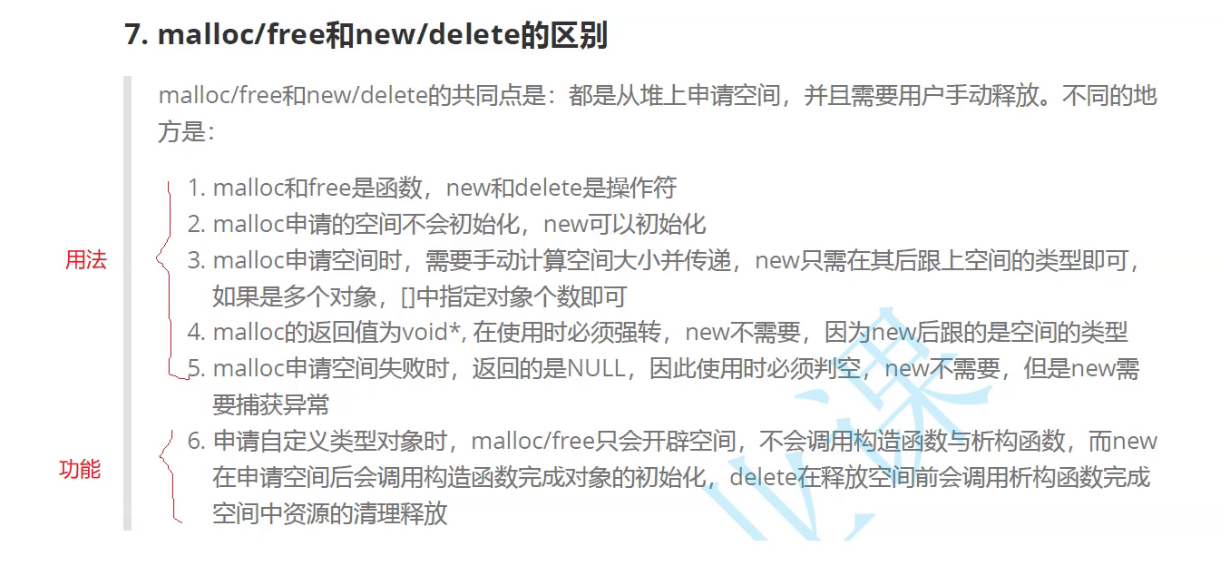 7. malloc/free和new/delete的区别
malloc/free和new/delete的共同点是：都是从堆上申请空间，并且需要用户手动释放。不同的地
方是：
1. malloc和free是函数，new和delete是操作符
2. malloc申请的空间不会初始化，new可以初始化
用法
3. malloc申请空间时，需要手动计算空间大小并传递，new只需在其后跟上空间的类型即可，
如果是多个对象，[]中指定对象个数即可
4. malloc的返回值为void*, 在使用时必须强转，new不需要，因为new后跟的是空间的类型
5. malloc申请空间失败时，返回的是NULL，因此使用时必须判空，new不需要，但是new需
要捕获异常
6. 申请自定义类型对象时，malloc/free只会开辟空间，不会调用构造函数与析构函数，而new
功能
在申请空间后会调用构造函数完成对象的初始化，delete在释放空间前会调用析构函数完成
空间中资源的清理释放